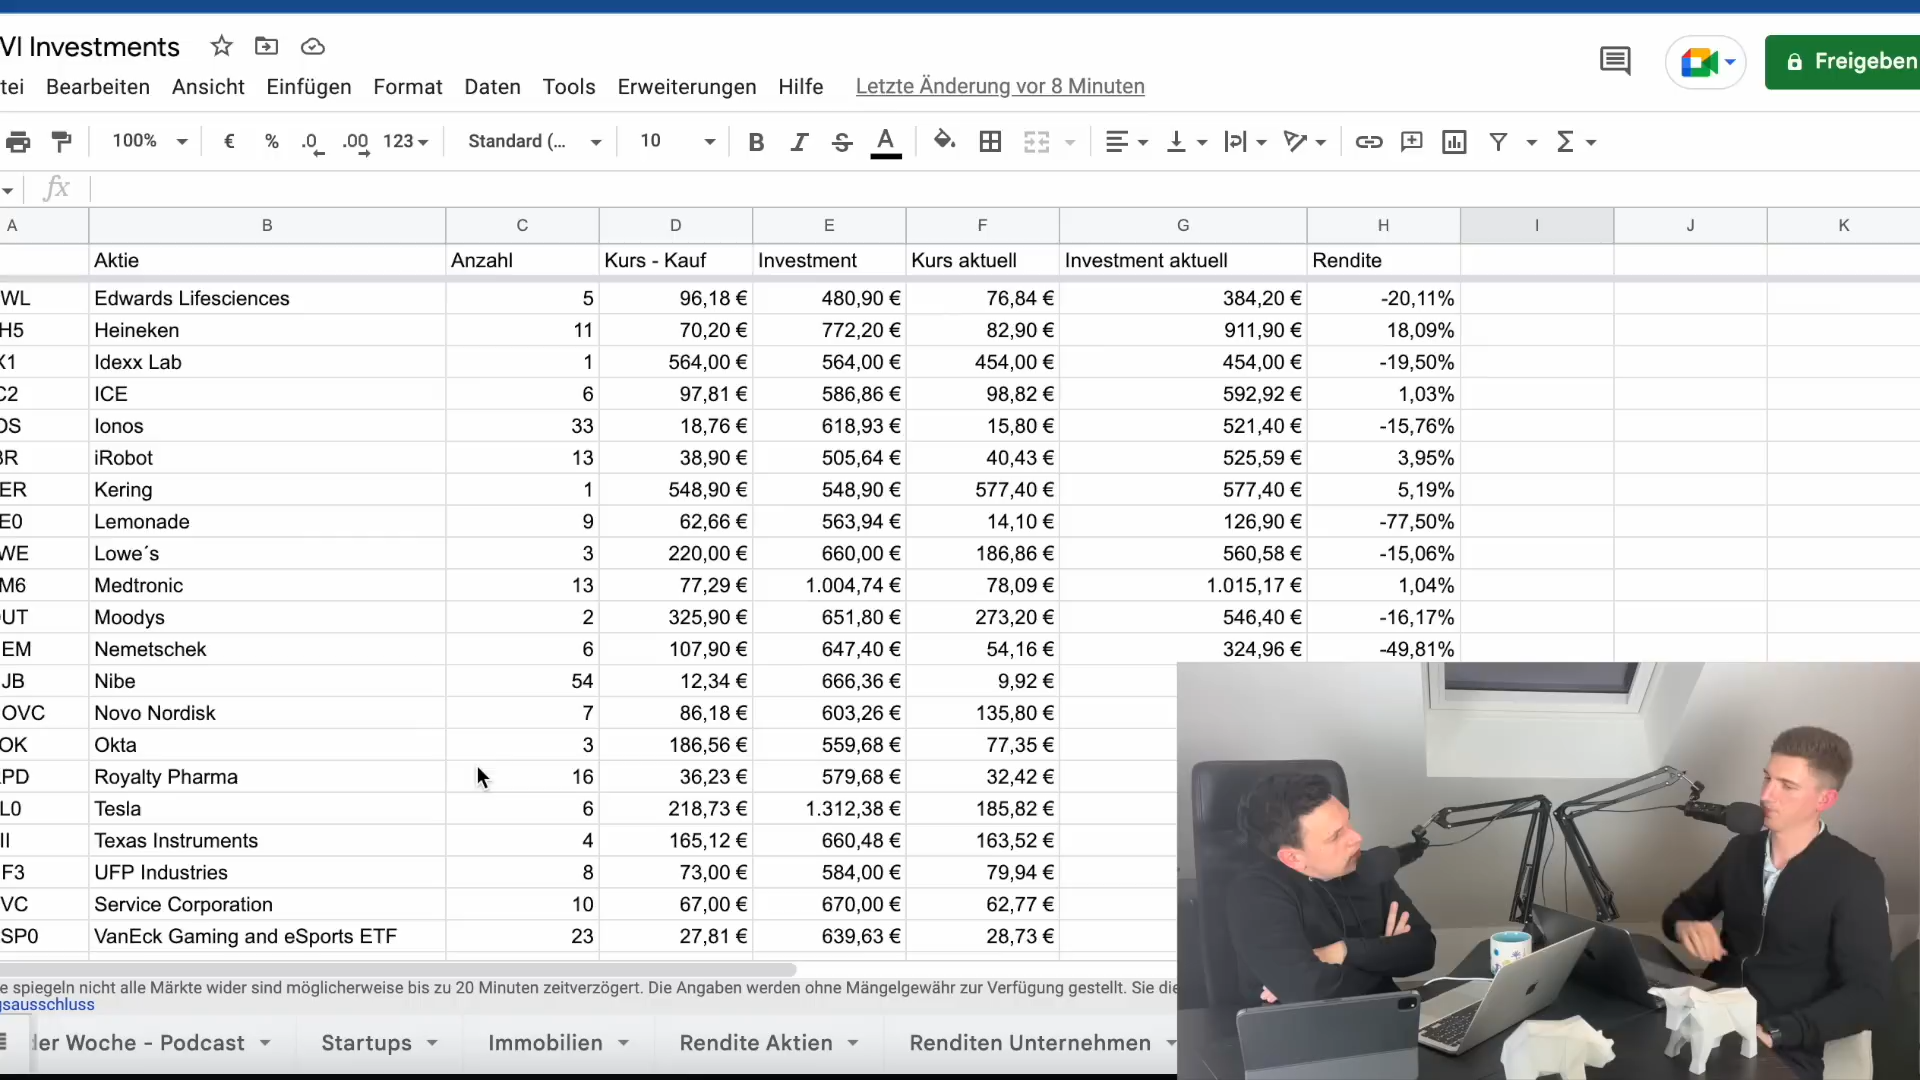 VI Investments
tei Bearbeiten Ansicht Einfügen Format Daten Tools Erweiterungen Hilfe Letzte Änderung vor 8 Minuten
Freigeben
100% € % .0 .00 123 Standard (... 10 B I S A Σ
fx
A B C D E F G H I J K
Aktie Anzahl Kurs - Kauf Investment Kurs aktuell Investment aktuell Rendite
WL Edwards Lifesciences 5 96,18 € 480,90 € 76,84 € 384,20 € -20,11%
H5 Heineken 11 70,20 € 772,20 € 82,90 € 911,90 € 18,09%
X1 Idexx Lab 1 564,00 € 564,00 € 454,00 € 454,00 € -19,50%
C2 ICE 6 97,81 € 586,86 € 98,82 € 592,92 € 1,03%
OS Ionos 33 18,76 € 618,93 € 15,80 € 521,40 € -15,76%
BR iRobot 13 38,90 € 505,64 € 40,43 € 525,59 € 3,95%
ER Kering 1 548,90 € 548,90 € 577,40 € 577,40 € 5,19%
E0 Lemonade 9 62,66 € 563,94 € 14,10 € 126,90 € -77,50%
WE Lowe´s 3 220,00 € 660,00 € 186,86 € 560,58 € -15,06%
M6 Medtronic 13 77,29 € 1.004,74 € 78,09 € 1.015,17 € 1,04%
UT Moodys 2 325,90 € 651,80 € 273,20 € 546,40 € -16,17%
EM Nemetschek 6 107,90 € 647,40 € 54,16 € 324,96 € -49,81%
JB Nibe 54 12,34 € 666,36 € 9,92 €
OVC Novo Nordisk 7 86,18 € 603,26 € 135,80 €
OK Okta 3 186,56 € 559,68 € 77,35 €
PD Royalty Pharma 16 36,23 € 579,68 € 32,42 €
L0 Tesla 6 218,73 € 1.312,38 € 185,82 €
II Texas Instruments 4 165,12 € 660,48 € 163,52 €
F3 UFP Industries 8 73,00 € 584,00 € 79,94 €
VC Service Corporation 10 67,00 € 670,00 € 62,77 €
SP0 VanEck Gaming and eSports ETF 23 27,81 € 639,63 € 28,73 €
e spiegeln nicht alle Märkte wider sind möglicherweise bis zu 20 Minuten zeitverzögert. Die Angaben werden ohne Mängelgewähr zur Verfügung gestellt. Sie die
gsausschluss
der Woche - Podcast Startups Immobilien Rendite Aktien Renditen Unternehmen